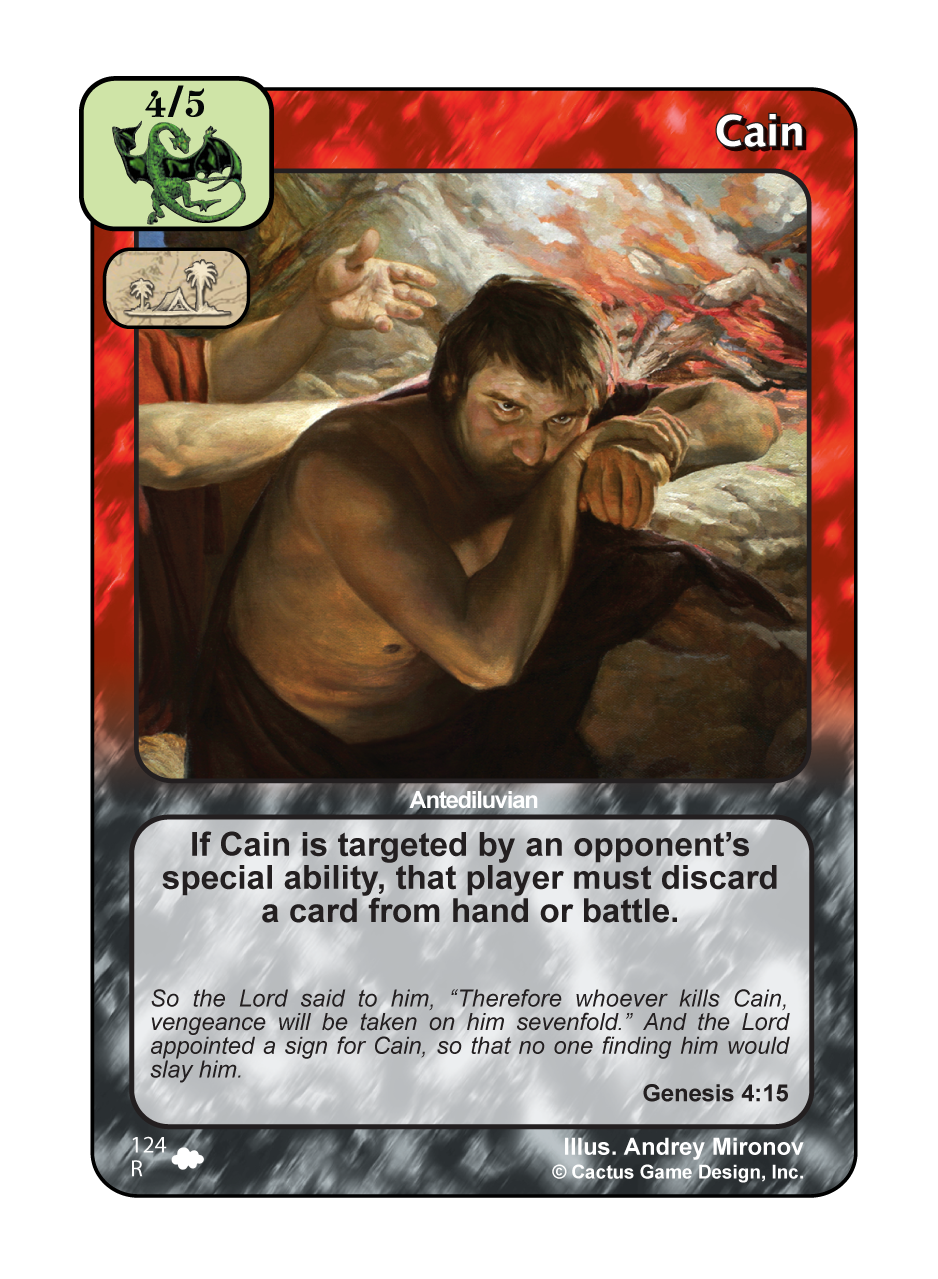 4/5
Cain
Antediluvian
If Cain is targeted by an opponent’s
special ability, that player must discard
a card from hand or battle.
So the Lord said to him, “Therefore whoever kills Cain,
vengeance will be taken on him sevenfold.” And the Lord
appointed a sign for Cain, so that no one finding him would
slay him.
Genesis 4:15
124
R
Illus. Andrey Mironov
© Cactus Game Design, Inc.